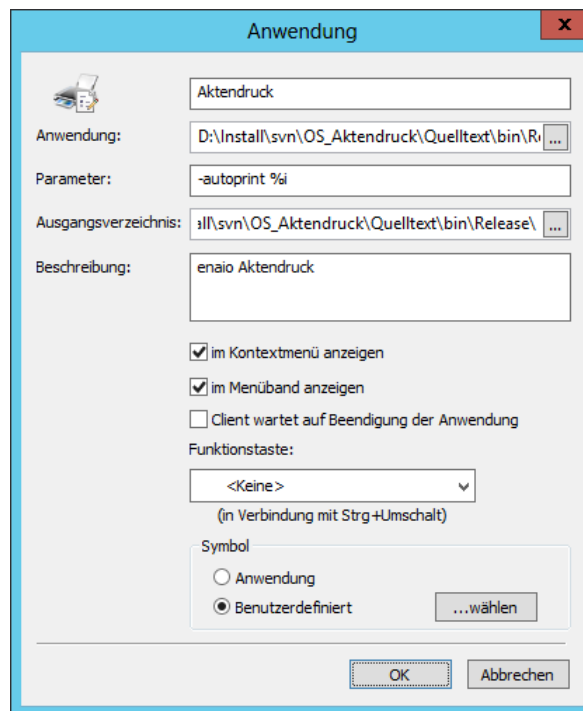 Anwendung
x
Aktendruck
Anwendung:
D:\Install\svn\OS_Aktendruck\Quelltext\bin\R
...
Parameter:
-autoprint %i
Ausgangsverzeichnis:
all\svn\OS_Aktendruck\Quelltext\bin\Release\
...
Beschreibung:
enaio Aktendruck
im Kontextmenü anzeigen
im Menüband anzeigen
Client wartet auf Beendigung der Anwendung
Funktionstaste:
<Keine>
(in Verbindung mit Strg+Umschalt)
Symbol
Anwendung
Benutzerdefiniert
...wählen
OK
Abbrechen